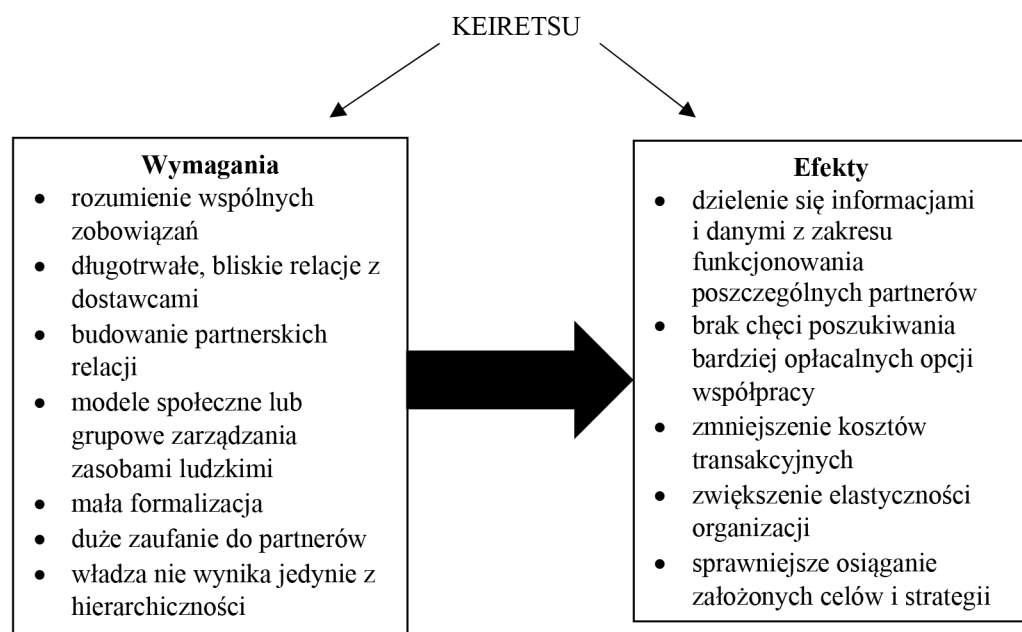 KEIRETSU
Wymagania
• rozumienie wspólnych
zobowiązań
• długotrwałe, bliskie relacje z
dostawcami
• budowanie partnerskich
relacji
• modele społeczne lub
grupowe zarządzania
zasobami ludzkimi
• mała formalizacja
• duże zaufanie do partnerów
• władza nie wynika jedynie z
hierarchiczności
Efekty
• dzielenie się informacjami
i danymi z zakresu
funkcjonowania
poszczególnych partnerów
• brak chęci poszukiwania
bardziej opłacalnych opcji
współpracy
• zmniejszenie kosztów
transakcyjnych
• zwiększenie elastyczności
organizacji
• sprawniejsze osiąganie
założonych celów i strategii